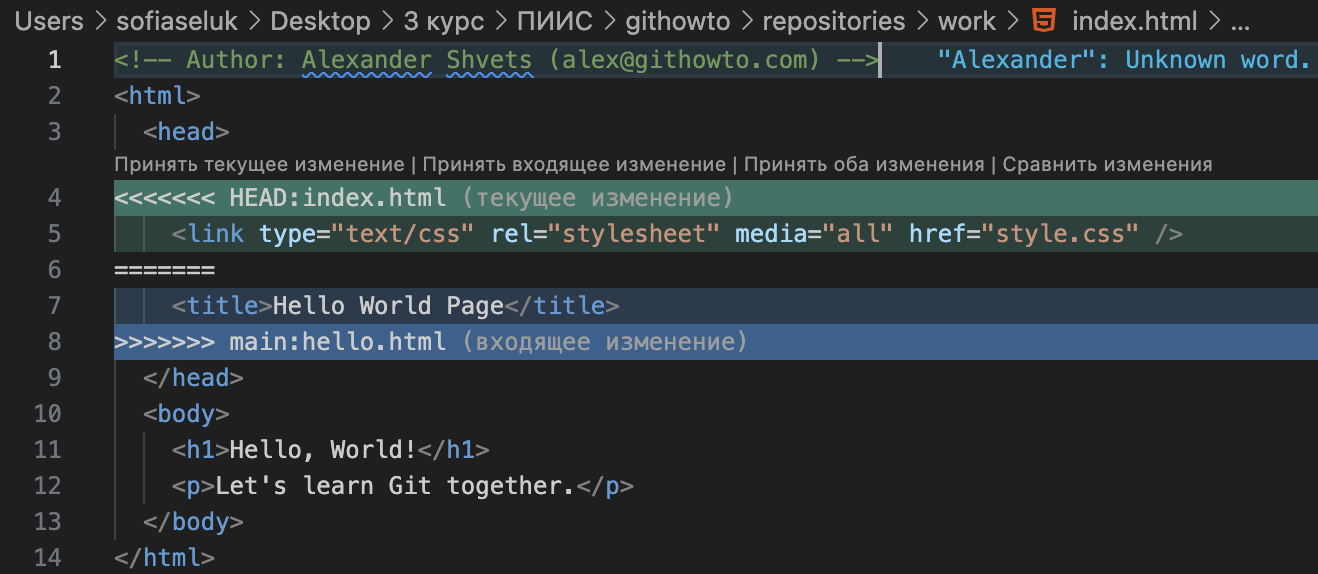 Users > sofiaseluk > Desktop > 3 курс > ПИИС > githowto > repositories > work > index.html > ...
1 <!-- Author: Alexander Shvets (alex@githowto.com) --> "Alexander": Unknown word.
2 <html>
3 <head>
Принять текущее изменение | Принять входящее изменение | Принять оба изменения | Сравнить изменения
4 <<<<<<< HEAD:index.html (текущее изменение)
5 <link type="text/css" rel="stylesheet" media="all" href="style.css" />
6 =======
7 <title>Hello World Page</title>
8 >>>>>>> main:hello.html (входящее изменение)
9 </head>
10 <body>
11 <h1>Hello, World!</h1>
12 <p>Let's learn Git together.</p>
13 </body>
14 </html>